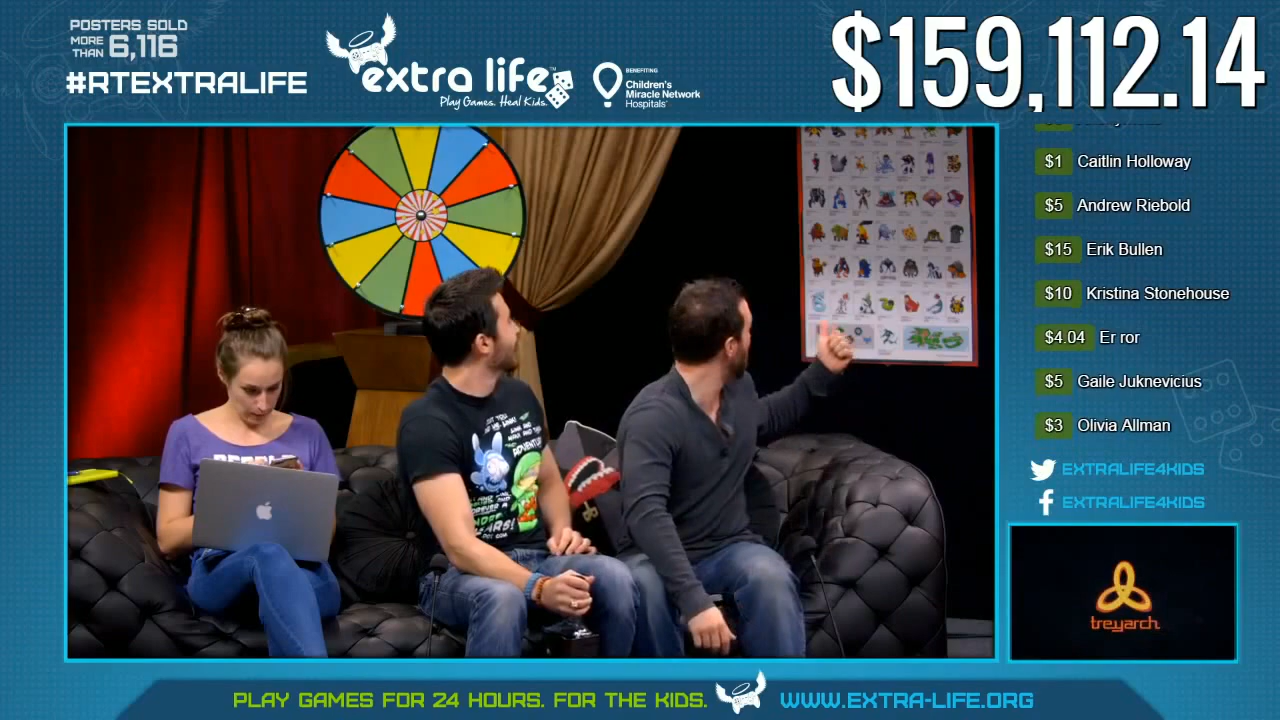 POSTERS SOLD
MORE
THAN
6,116
#RTEXTRALIFE
extra life
Play Games. Heal Kids.
BENEFITING
Children's
Miracle Network
Hospitals
$159,112.14
$1 Caitlin Holloway
$5 Andrew Riebold
$15 Erik Bullen
$10 Kristina Stonehouse
$4.04 Er ror
$5 Gaile Juknevicius
$3 Olivia Allman
EXTRALIFE4KIDS
EXTRALIFE4KIDS
ADVENTURE
treyarch
PLAY GAMES FOR 24 HOURS. FOR THE KIDS.
WWW.EXTRA-LIFE.ORG